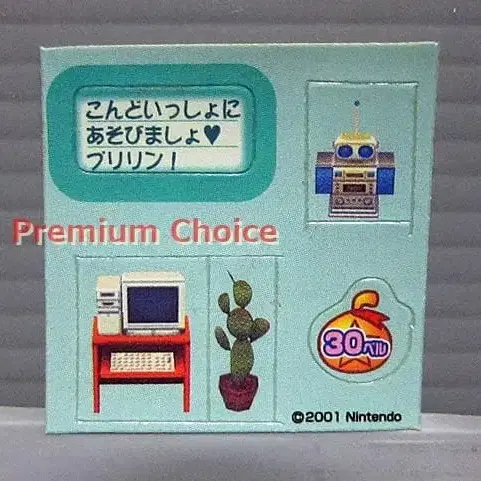 こんどいっしょに
あそびましょ♥
ブリリン！
Premium Choice
30ベル
©2001 Nintendo